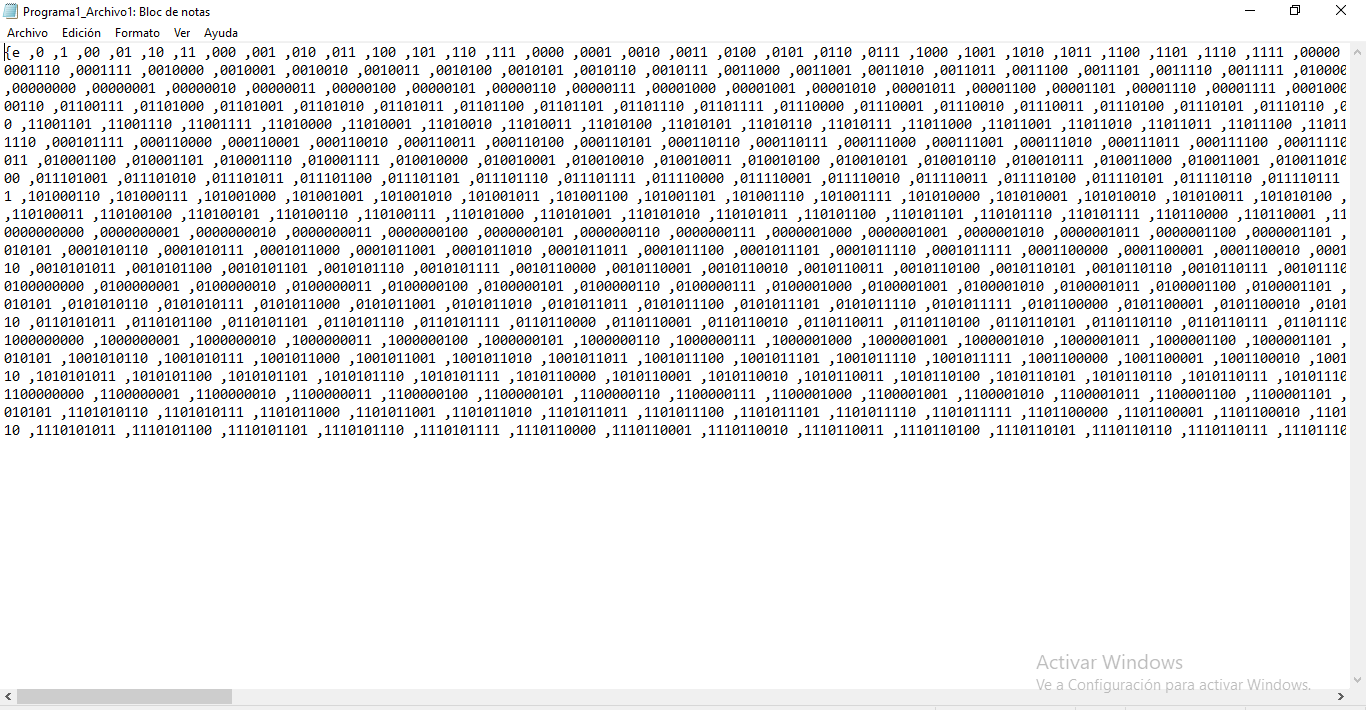 Programa1_Archivo1: Bloc de notas
Archivo Edición Formato Ver Ayuda
{e ,0 ,1 ,00 ,01 ,10 ,11 ,000 ,001 ,010 ,011 ,100 ,101 ,110 ,111 ,0000 ,0001 ,0010 ,0011 ,0100 ,0101 ,0110 ,0111 ,1000 ,1001 ,1010 ,1011 ,1100 ,1101 ,1110 ,1111 ,00000
0001110 ,0001111 ,0010000 ,0010001 ,0010010 ,0010011 ,0010100 ,0010101 ,0010110 ,0010111 ,0011000 ,0011001 ,0011010 ,0011011 ,0011100 ,0011101 ,0011110 ,0011111 ,010000
,00000000 ,00000001 ,00000010 ,00000011 ,00000100 ,00000101 ,00000110 ,00000111 ,00001000 ,00001001 ,00001010 ,00001011 ,00001100 ,00001101 ,00001110 ,00001111 ,0001000
00110 ,01100111 ,01101000 ,01101001 ,01101010 ,01101011 ,01101100 ,01101101 ,01101110 ,01101111 ,01110000 ,01110001 ,01110010 ,01110011 ,01110100 ,01110101 ,01110110 ,0
0 ,11001101 ,11001110 ,11001111 ,11010000 ,11010001 ,11010010 ,11010011 ,11010100 ,11010101 ,11010110 ,11010111 ,11011000 ,11011001 ,11011010 ,11011011 ,11011100 ,11011
1110 ,000101111 ,000110000 ,000110001 ,000110010 ,000110011 ,000110100 ,000110101 ,000110110 ,000110111 ,000111000 ,000111001 ,000111010 ,000111011 ,000111100 ,00011110
011 ,010001100 ,010001101 ,010001110 ,010001111 ,010010000 ,010010001 ,010010010 ,010010011 ,010010100 ,010010101 ,010010110 ,010010111 ,010011000 ,010011001 ,010011010
00 ,011101001 ,011101010 ,011101011 ,011101100 ,011101101 ,011101110 ,011101111 ,011110000 ,011110001 ,011110010 ,011110011 ,011110100 ,011110101 ,011110110 ,011110111
1 ,101000110 ,101000111 ,101001000 ,101001001 ,101001010 ,101001011 ,101001100 ,101001101 ,101001110 ,101001111 ,101010000 ,101010001 ,101010010 ,101010011 ,101010100 ,
,110100011 ,110100100 ,110100101 ,110100110 ,110100111 ,110101000 ,110101001 ,110101010 ,110101011 ,110101100 ,110101101 ,110101110 ,110101111 ,110110000 ,110110001 ,11
0000000000 ,0000000001 ,0000000010 ,0000000011 ,0000000100 ,0000000101 ,0000000110 ,0000000111 ,0000001000 ,0000001001 ,0000001010 ,0000001011 ,0000001100 ,0000001101 ,
010101 ,0001010110 ,0001010111 ,0001011000 ,0001011001 ,0001011010 ,0001011011 ,0001011100 ,0001011101 ,0001011110 ,0001011111 ,0001100000 ,0001100001 ,0001100010 ,0001
10 ,0010101011 ,0010101100 ,0010101101 ,0010101110 ,0010101111 ,0010110000 ,0010110001 ,0010110010 ,0010110011 ,0010110100 ,0010110101 ,0010110110 ,0010110111 ,00101110
0100000000 ,0100000001 ,0100000010 ,0100000011 ,0100000100 ,0100000101 ,0100000110 ,0100000111 ,0100001000 ,0100001001 ,0100001010 ,0100001011 ,0100001100 ,0100001101 ,
010101 ,0101010110 ,0101010111 ,0101011000 ,0101011001 ,0101011010 ,0101011011 ,0101011100 ,0101011101 ,0101011110 ,0101011111 ,0101100000 ,0101100001 ,0101100010 ,0101
10 ,0110101011 ,0110101100 ,0110101101 ,0110101110 ,0110101111 ,0110110000 ,0110110001 ,0110110010 ,0110110011 ,0110110100 ,0110110101 ,0110110110 ,0110110111 ,01101110
1000000000 ,1000000001 ,1000000010 ,1000000011 ,1000000100 ,1000000101 ,1000000110 ,1000000111 ,1000001000 ,1000001001 ,1000001010 ,1000001011 ,1000001100 ,1000001101 ,
010101 ,1001010110 ,1001010111 ,1001011000 ,1001011001 ,1001011010 ,1001011011 ,1001011100 ,1001011101 ,1001011110 ,1001011111 ,1001100000 ,1001100001 ,1001100010 ,1001
10 ,1010101011 ,1010101100 ,1010101101 ,1010101110 ,1010101111 ,1010110000 ,1010110001 ,1010110010 ,1010110011 ,1010110100 ,1010110101 ,1010110110 ,1010110111 ,10101110
1100000000 ,1100000001 ,1100000010 ,1100000011 ,1100000100 ,1100000101 ,1100000110 ,1100000111 ,1100001000 ,1100001001 ,1100001010 ,1100001011 ,1100001100 ,1100001101 ,
010101 ,1101010110 ,1101010111 ,1101011000 ,1101011001 ,1101011010 ,1101011011 ,1101011100 ,1101011101 ,1101011110 ,1101011111 ,1101100000 ,1101100001 ,1101100010 ,1101
10 ,1110101011 ,1110101100 ,1110101101 ,1110101110 ,1110101111 ,1110110000 ,1110110001 ,1110110010 ,1110110011 ,1110110100 ,1110110101 ,1110110110 ,1110110111 ,11101110
Activar Windows
Ve a Configuración para activar Windows.